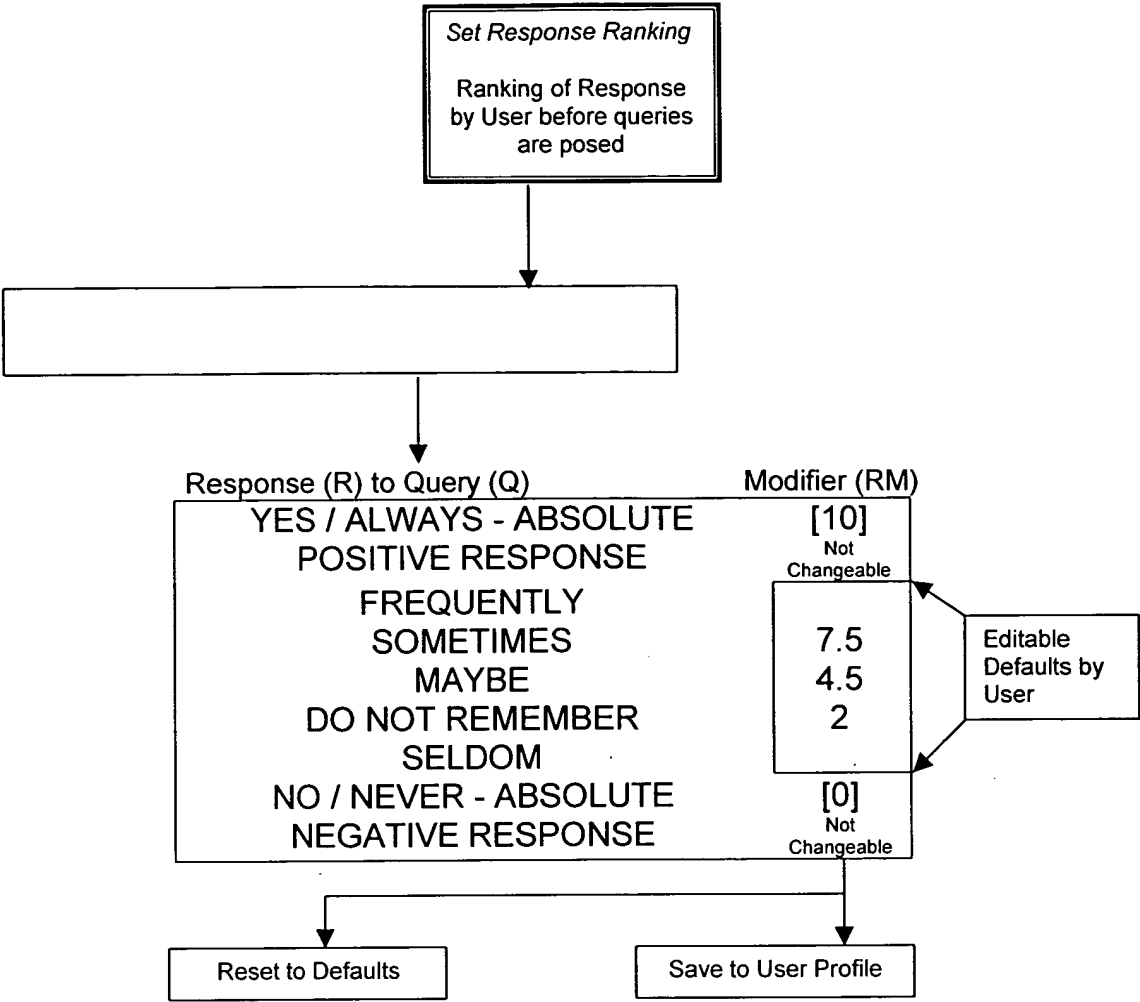 Set Response Ranking
Ranking of Response
by User before queries
are posed
Response (R) to Query (Q) Modifier (RM)
YES / ALWAYS - ABSOLUTE [10]
POSITIVE RESPONSE Not
Changeable
FREQUENTLY
SOMETIMES 7.5
MAYBE 4.5
DO NOT REMEMBER 2
SELDOM
NO / NEVER - ABSOLUTE [0]
NEGATIVE RESPONSE Not
Changeable
Editable
Defaults by
User
Reset to Defaults
Save to User Profile